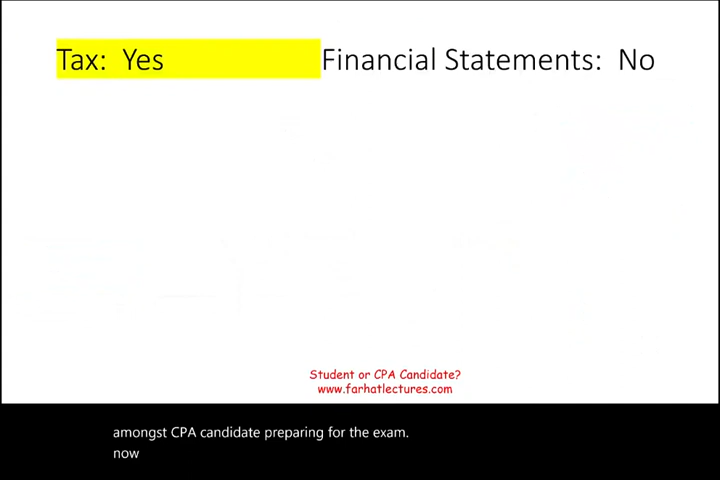 Tax: Yes Financial Statements: No
Student or CPA Candidate?
www.farhatlectures.com
amongst CPA candidate preparing for the exam.
now